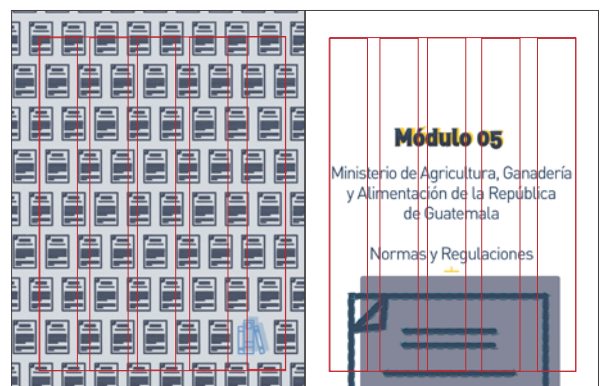 Módulo 05
Ministerio de Agricultura, Ganadería
y Alimentación de la República
de Guatemala
Normas y Regulaciones